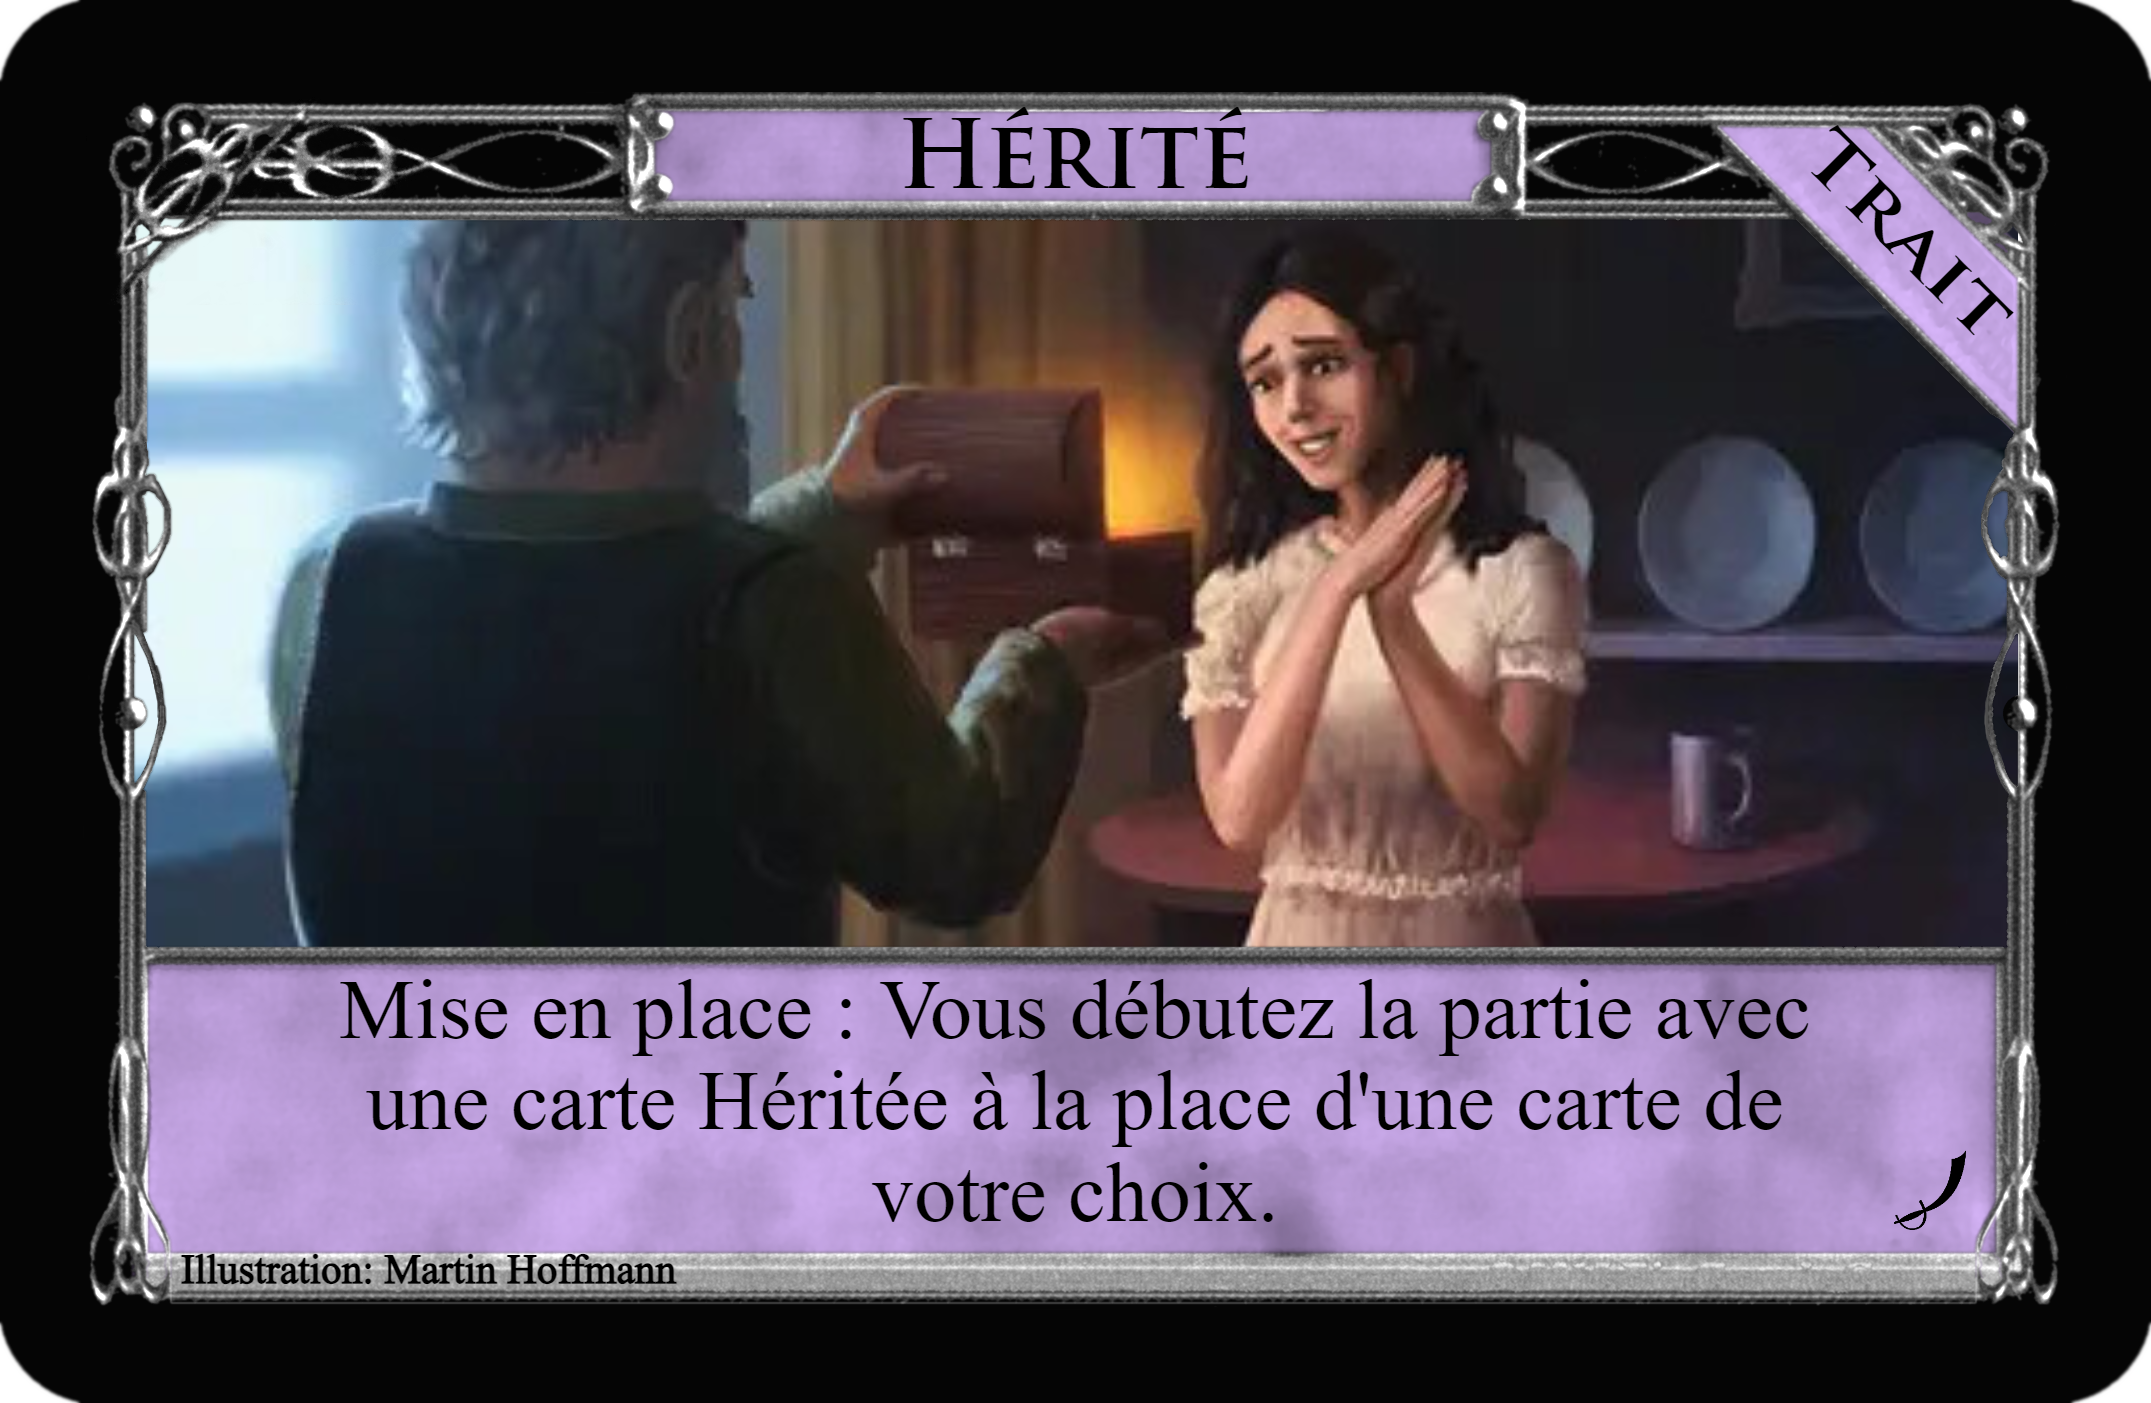 Hérité
Trait
Mise en place : Vous débutez la partie avec
une carte Héritée à la place d'une carte de
votre choix.
Illustration: Martin Hoffmann